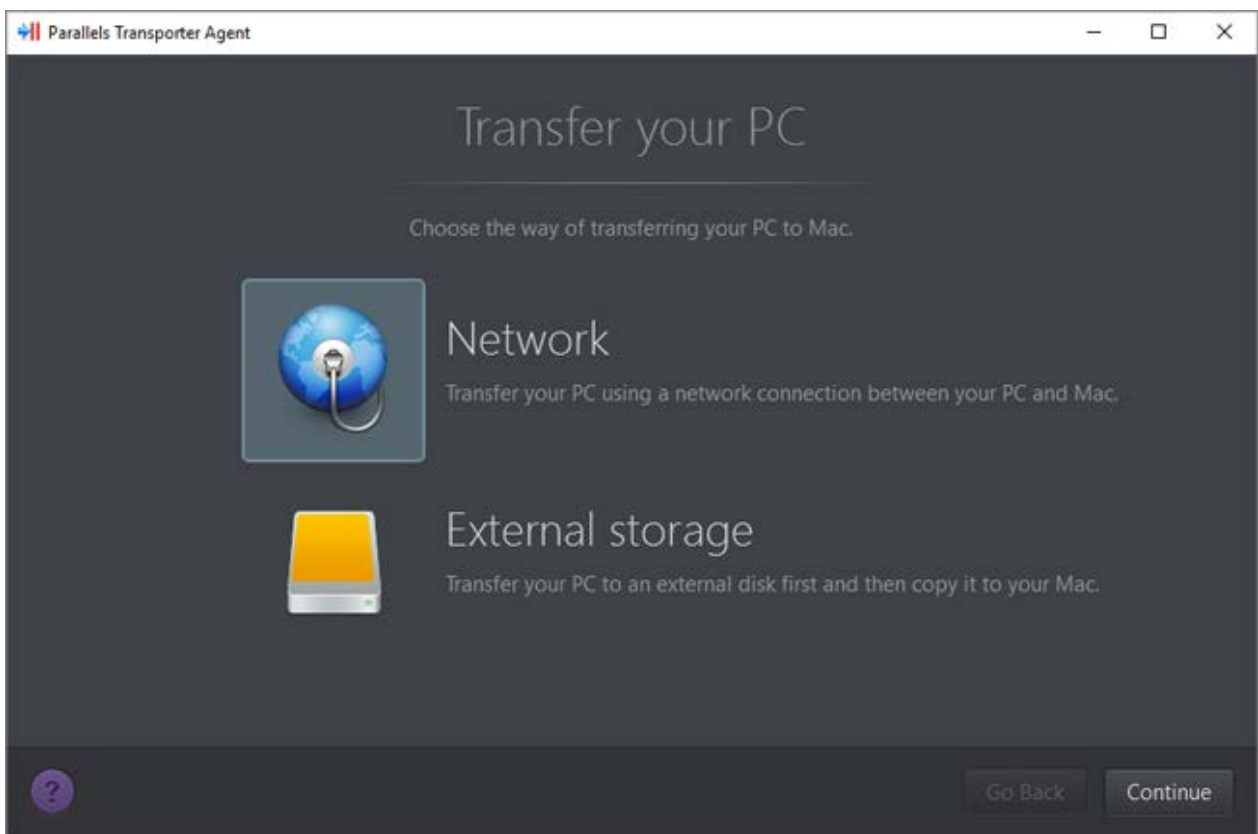 Parallels Transporter Agent
Transfer your PC
Choose the way of transferring your PC to Mac.
Network
Transfer your PC using a network connection between your PC and Mac.
External storage
Transfer your PC to an external disk first and then copy it to your Mac.
?
Go Back
Continue